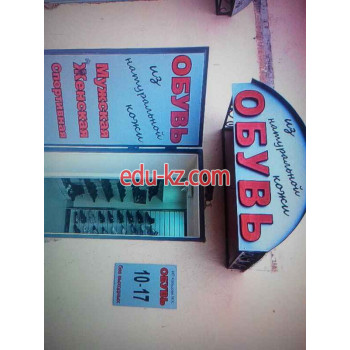 ОБУВЬ
из
натуральной
кожи
Мужская
Женская
Спортивная
из
натуральной
кожи
ОБУВЬ
edu-kz.com
ОБУВЬ
10-17